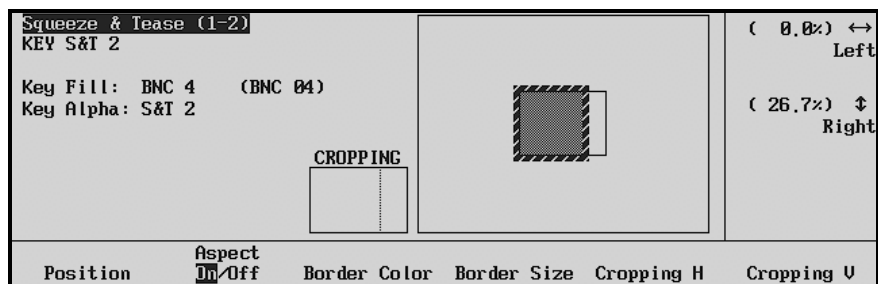 Squeeze & Tease (1-2)
KEY S&T 2
Key Fill: BNC 4 (BNC 04)
Key Alpha: S&T 2
CROPPING
( 0.0%) ↔
Left
( 26.7%) ↕
Right
Position
Aspect
On/Off
Border Color
Border Size
Cropping H
Cropping V